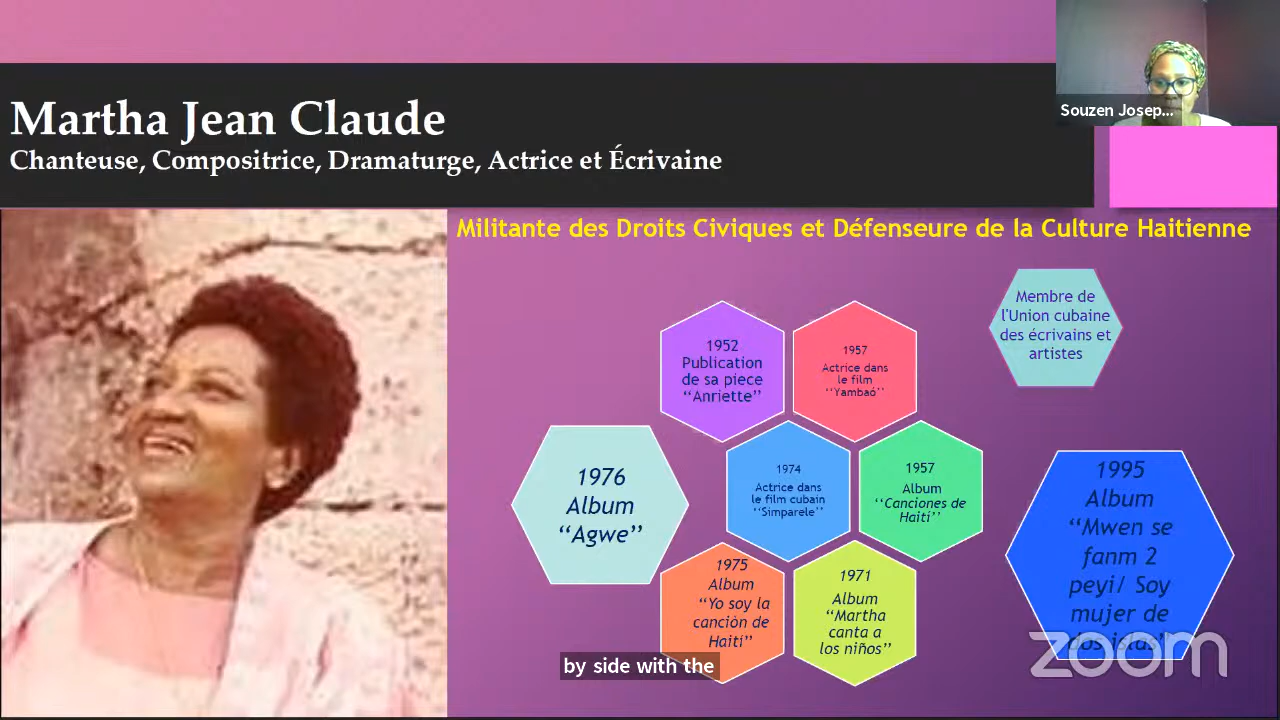 Martha Jean Claude
Chanteuse, Compositrice, Dramaturge, Actrice et Écrivaine
Souzen Josep...
Militante des Droits Civiques et Défenseure de la Culture Haitienne
Membre de
l'Union cubaine
des écrivains et
artistes
1952
Publication
de sa piece
“Anriette”
1957
Actrice dans
le film
“Yambaó”
1976
Album
“Agwe”
1974
Actrice dans
le film cubain
“Simparele”
1957
Album
“Canciones de
Haiti”
1995
Album
“Mwen se
fanm 2
peyi/ Soy
mujer de
dos islas”
1975
Album
“Yo soy la
canciòn de
Haití”
1971
Album
“Martha
canta a
los niños”
by side with the
zoom